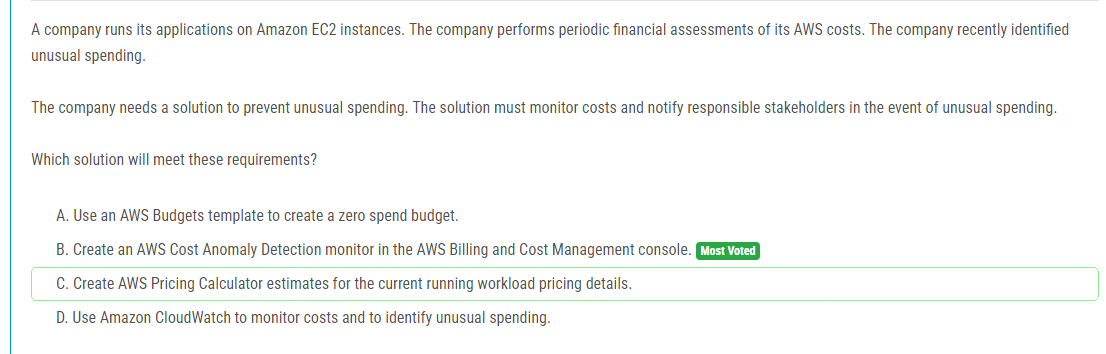 A company runs its applications on Amazon EC2 instances. The company performs periodic financial assessments of its AWS costs. The company recently identified
unusual spending.
The company needs a solution to prevent unusual spending. The solution must monitor costs and notify responsible stakeholders in the event of unusual spending.
Which solution will meet these requirements?
A. Use an AWS Budgets template to create a zero spend budget.
B. Create an AWS Cost Anomaly Detection monitor in the AWS Billing and Cost Management console. Most Voted
C. Create AWS Pricing Calculator estimates for the current running workload pricing details.
D. Use Amazon CloudWatch to monitor costs and to identify unusual spending.